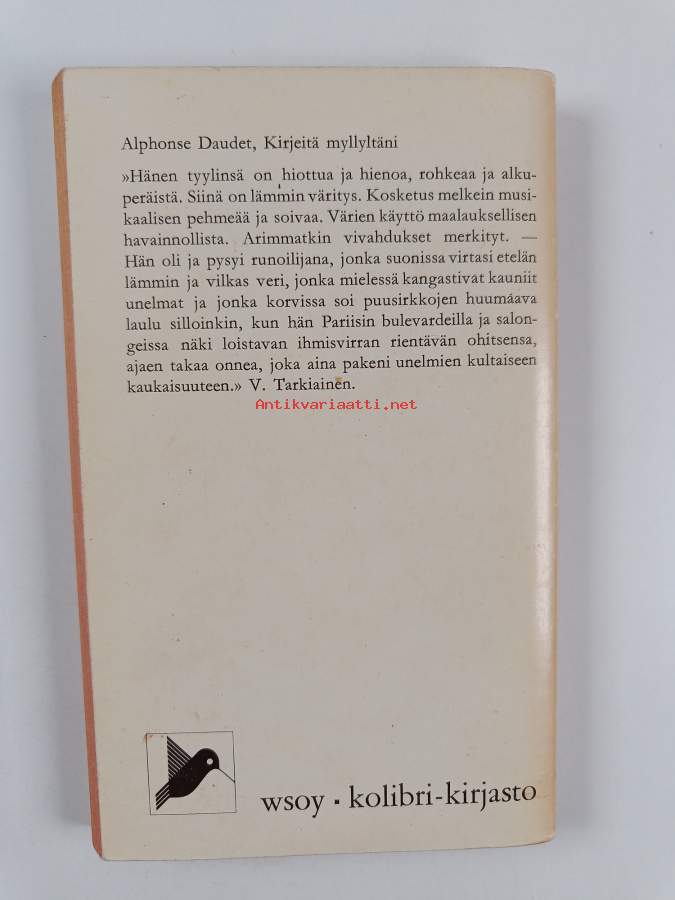 Alphonse Daudet, Kirjeitä myllyltäni
»Hänen tyylinsä on hiottua ja hienoa, rohkeaa ja alku-
peräistä. Siinä on lämmin väritys. Kosketus melkein musi-
kaalisen pehmeää ja soivaa. Värien käyttö maalauksellisen
havainnollista. Arimmatkin vivahdukset merkityt. —
Hän oli ja pysyi runoilijana, jonka suonissa virtasi etelän
lämmin ja vilkas veri, jonka mielessä kangastivat kauniit
unelmat ja jonka korvissa soi puusirkkojen huumaava
laulu silloinkin, kun hän Pariisin bulevardeilla ja salon-
geissa näki loistavan ihmisvirran rientävän ohitsensa,
ajaen takaa onnea, joka aina pakeni unelmien kultaiseen
kaukaisuuteen.» V. Tarkiainen.
Antikvariaatti.net
wsoy ▪ kolibri-kirjasto